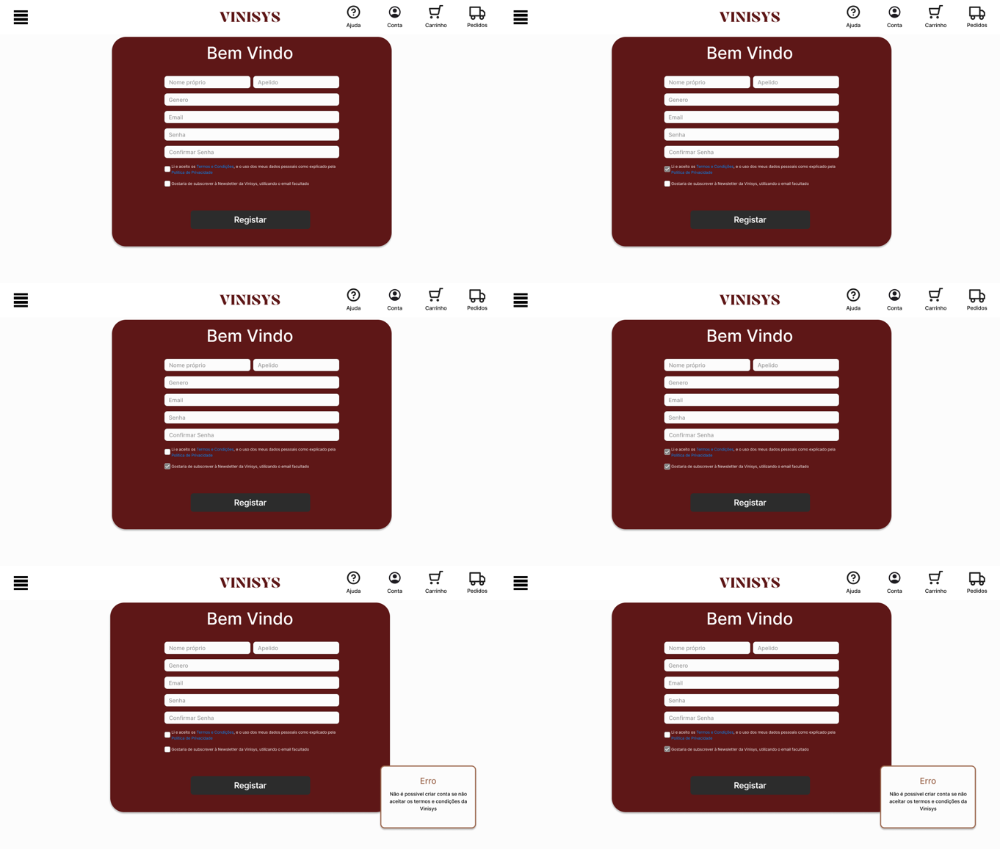 VINISYS
Ajuda Conta Carrinho Pedidos
Bem Vindo
Nome próprio Apelido
Genero
Email
Senha
Confirmar Senha
Li e aceito os Termos e Condições, e o uso dos meus dados pessoais como explicado pela
Política de Privacidade
Gostaria de subscrever à Newsletter da Vinisys, utilizando o email facultado
Registar
VINISYS
Ajuda Conta Carrinho Pedidos
Bem Vindo
Nome próprio Apelido
Genero
Email
Senha
Confirmar Senha
Li e aceito os Termos e Condições, e o uso dos meus dados pessoais como explicado pela
Política de Privacidade
Gostaria de subscrever à Newsletter da Vinisys, utilizando o email facultado
Registar
VINISYS
Ajuda Conta Carrinho Pedidos
Bem Vindo
Nome próprio Apelido
Genero
Email
Senha
Confirmar Senha
Li e aceito os Termos e Condições, e o uso dos meus dados pessoais como explicado pela
Política de Privacidade
Gostaria de subscrever à Newsletter da Vinisys, utilizando o email facultado
Registar
VINISYS
Ajuda Conta Carrinho Pedidos
Bem Vindo
Nome próprio Apelido
Genero
Email
Senha
Confirmar Senha
Li e aceito os Termos e Condições, e o uso dos meus dados pessoais como explicado pela
Política de Privacidade
Gostaria de subscrever à Newsletter da Vinisys, utilizando o email facultado
Registar
VINISYS
Ajuda Conta Carrinho Pedidos
Bem Vindo
Nome próprio Apelido
Genero
Email
Senha
Confirmar Senha
Li e aceito os Termos e Condições, e o uso dos meus dados pessoais como explicado pela
Política de Privacidade
Gostaria de subscrever à Newsletter da Vinisys, utilizando o email facultado
Registar
Erro
Não é possivel criar conta se não
aceitar os termos e condições da
Vinisys
VINISYS
Ajuda Conta Carrinho Pedidos
Bem Vindo
Nome próprio Apelido
Genero
Email
Senha
Confirmar Senha
Li e aceito os Termos e Condições, e o uso dos meus dados pessoais como explicado pela
Política de Privacidade
Gostaria de subscrever à Newsletter da Vinisys, utilizando o email facultado
Registar
Erro
Não é possivel criar conta se não
aceitar os termos e condições da
Vinisys